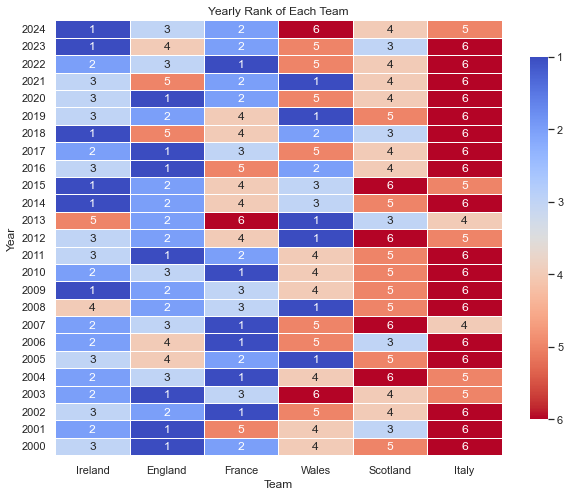 Yearly Rank of Each Team
2024 1 3 2 6 4 5
2023 1 4 2 5 3 6
2022 2 3 1 5 4 6
2021 3 5 2 1 4 6
2020 3 1 2 5 4 6
2019 3 2 4 1 5 6
2018 1 5 4 2 3 6
2017 2 1 3 5 4 6
2016 3 1 5 2 4 6
2015 1 2 4 3 6 5
2014 1 2 4 3 5 6
2013 5 2 6 1 3 4
2012 3 2 4 1 6 5
2011 3 1 2 4 5 6
2010 2 3 1 4 5 6
2009 1 2 3 4 5 6
2008 4 2 3 1 5 6
2007 2 3 1 5 6 4
2006 2 4 1 5 3 6
2005 3 4 2 1 5 6
2004 2 3 1 4 6 5
2003 2 1 3 6 4 5
2002 3 2 1 5 4 6
2001 2 1 5 4 3 6
2000 3 1 2 4 5 6
Ireland England France Wales Scotland Italy
Team
Year
1
2
3
4
5
6